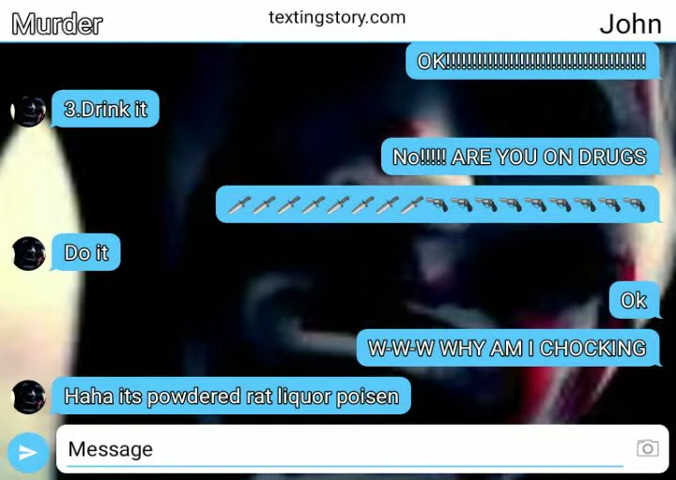 Murder textingstory.com John
OK!!!!!!!!!!!!!!!!!!!!!!!!!!!!!!!!!!!!!!!!
3.Drink it
No!!!!! ARE YOU ON DRUGS
🗡🗡🗡🗡🗡🗡🗡🗡🔫🔫🔫🔫🔫🔫🔫🔫🔫
Do it
Ok
W-W-W WHY AM I CHOCKING
Haha its powdered rat liquor poisen
Message